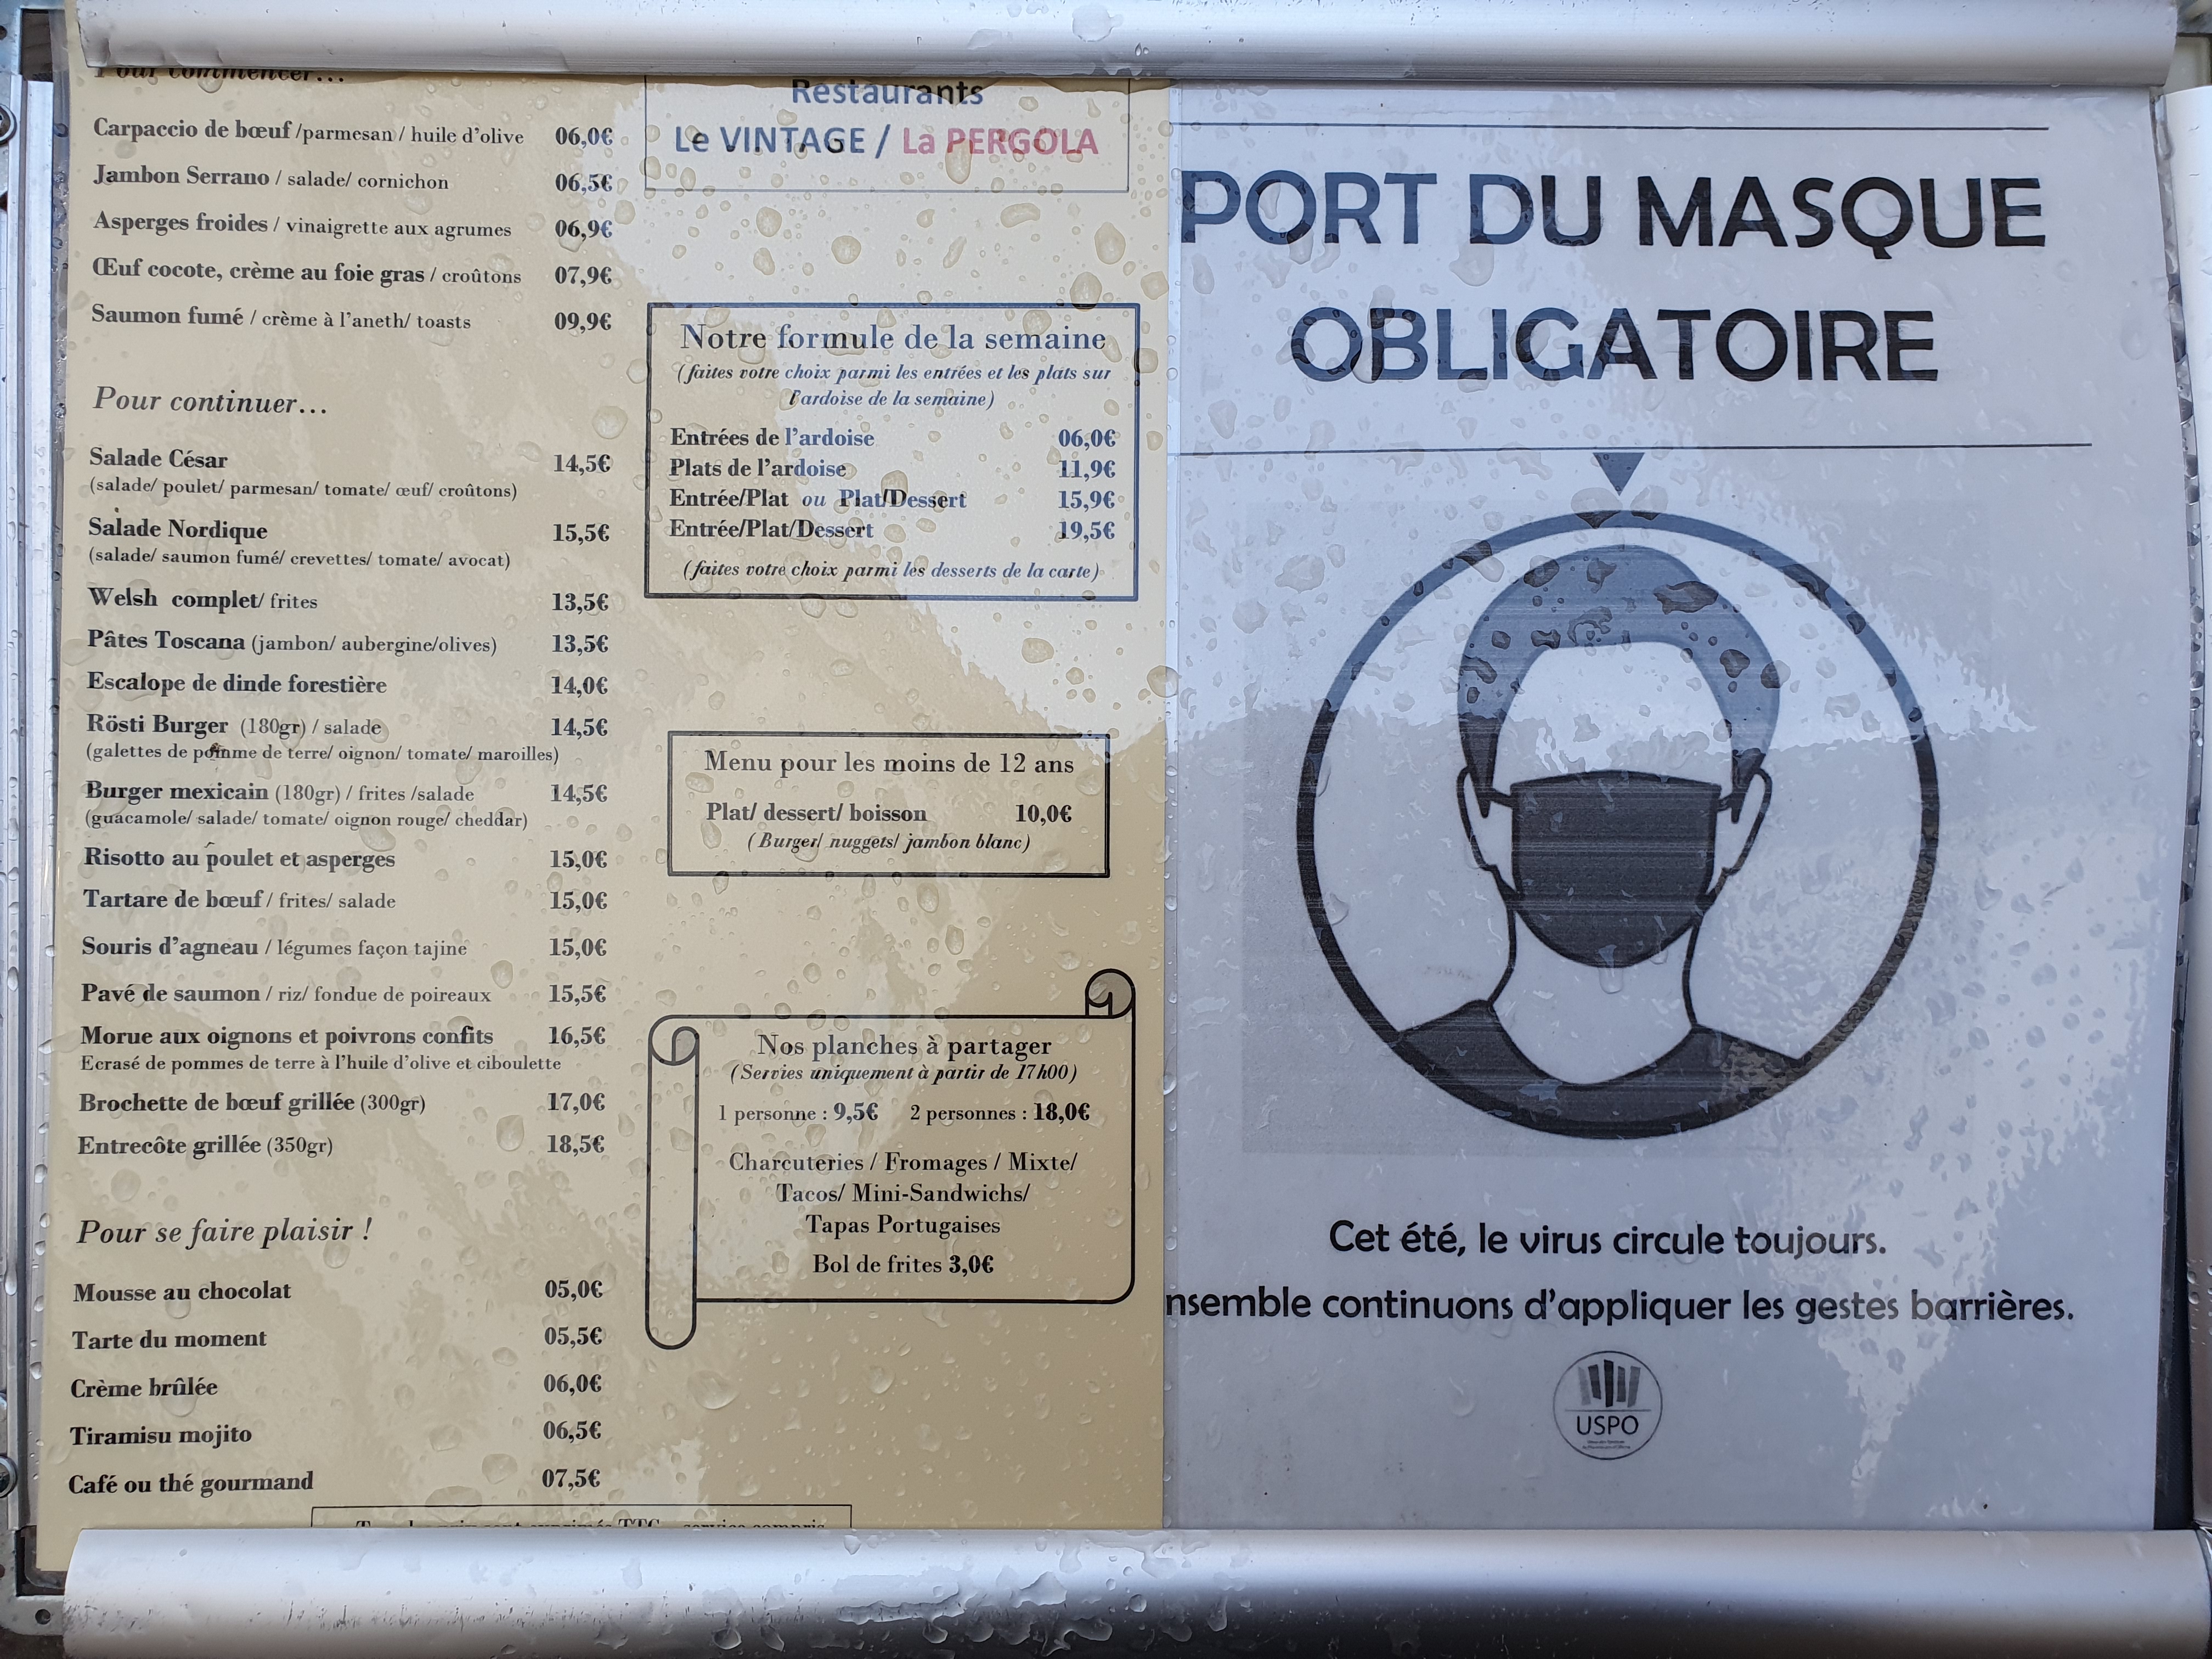 Pour commencer...
Carpaccio de bœuf /parmesan / huile d'olive 06,0€
Jambon Serrano / salade/ cornichon 06,5€
Asperges froides / vinaigrette aux agrumes 06,9€
Œuf cocote, crème au foie gras / croûtons 07,9€
Saumon fumé / crème à l'aneth/ toasts 09,9€
Pour continuer...
Salade César 14,5€
(salade/ poulet/ parmesan/ tomate/ œuf/ croûtons)
Salade Nordique 15,5€
(salade/ saumon fumé/ crevettes/ tomate/ avocat)
Welsh complet/ frites 13,5€
Pâtes Toscana (jambon/ aubergine/olives) 13,5€
Escalope de dinde forestière 14,0€
Rösti Burger (180gr) / salade 14,5€
(galettes de pomme de terre/ oignon/ tomate/ maroilles)
Burger mexicain (180gr) / frites /salade 14,5€
(guacamole/ salade/ tomate/ oignon rouge/ cheddar)
Risotto au poulet et asperges 15,0€
Tartare de bœuf / frites/ salade 15,0€
Souris d'agneau / légumes façon tajine 15,0€
Pavé de saumon / riz/ fondue de poireaux 15,5€
Morue aux oignons et poivrons confits 16,5€
Ecrasé de pommes de terre à l'huile d'olive et ciboulette
Brochette de bœuf grillée (300gr) 17,0€
Entrecôte grillée (350gr) 18,5€
Pour se faire plaisir !
Mousse au chocolat 05,0€
Tarte du moment 05,5€
Crème brûlée 06,0€
Tiramisu mojito 06,5€
Café ou thé gourmand 07,5€
TTC service compris
Restaurants
Le VINTAGE / La PERGOLA
Notre formule de la semaine
(faites votre choix parmi les entrées et les plats sur
l'ardoise de la semaine)
Entrées de l'ardoise 06,0€
Plats de l'ardoise 11,9€
Entrée/Plat ou Plat/Dessert 15,9€
Entrée/Plat/Dessert 19,5€
(faites votre choix parmi les desserts de la carte)
Menu pour les moins de 12 ans
Plat/ dessert/ boisson 10,0€
(Burger/ nuggets/ jambon blanc)
Nos planches à partager
(Servies uniquement à partir de 17h00)
1 personne : 9,5€ 2 personnes : 18,0€
Charcuteries / Fromages / Mixte/
Tacos/ Mini-Sandwichs/
Tapas Portugaises
Bol de frites 3,0€
PORT DU MASQUE
OBLIGATOIRE
Cet été, le virus circule toujours.
nsemble continuons d'appliquer les gestes barrières.
USPO